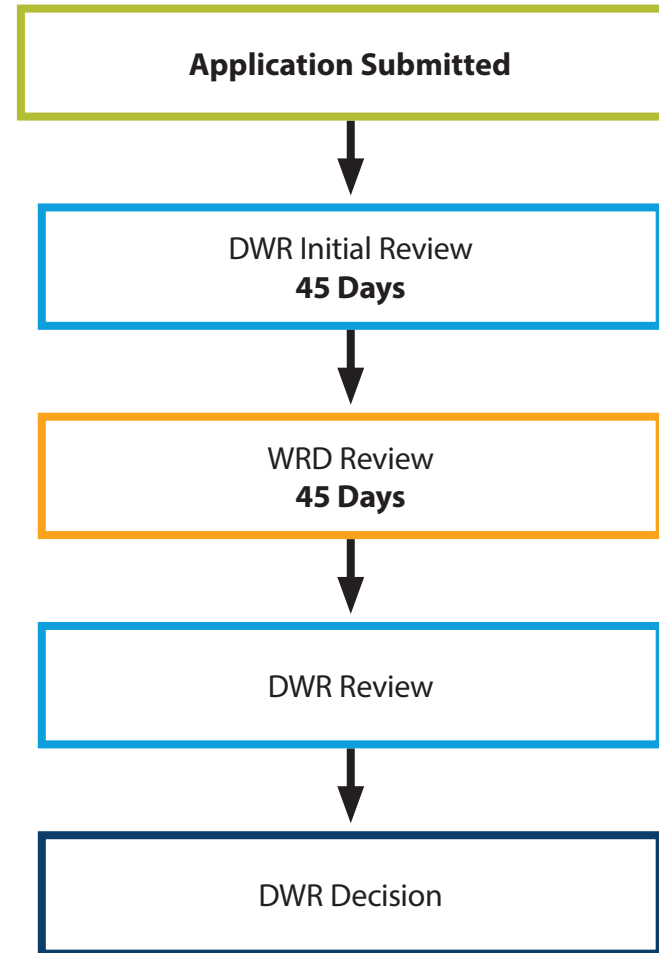 Application Submitted
DWR Initial Review
45 Days
WRD Review
45 Days
DWR Review
DWR Decision